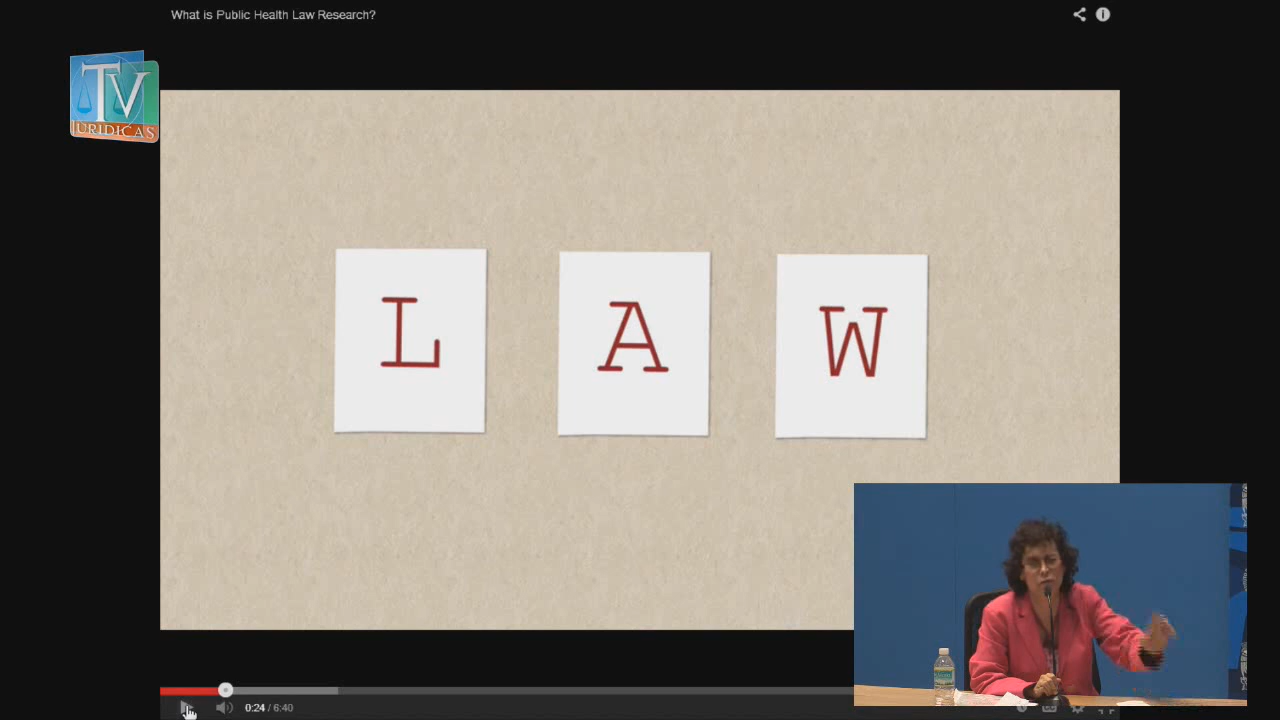 What is Public Health Law Research?
TV
JURIDICAS
L A W
0:24 / 6:40